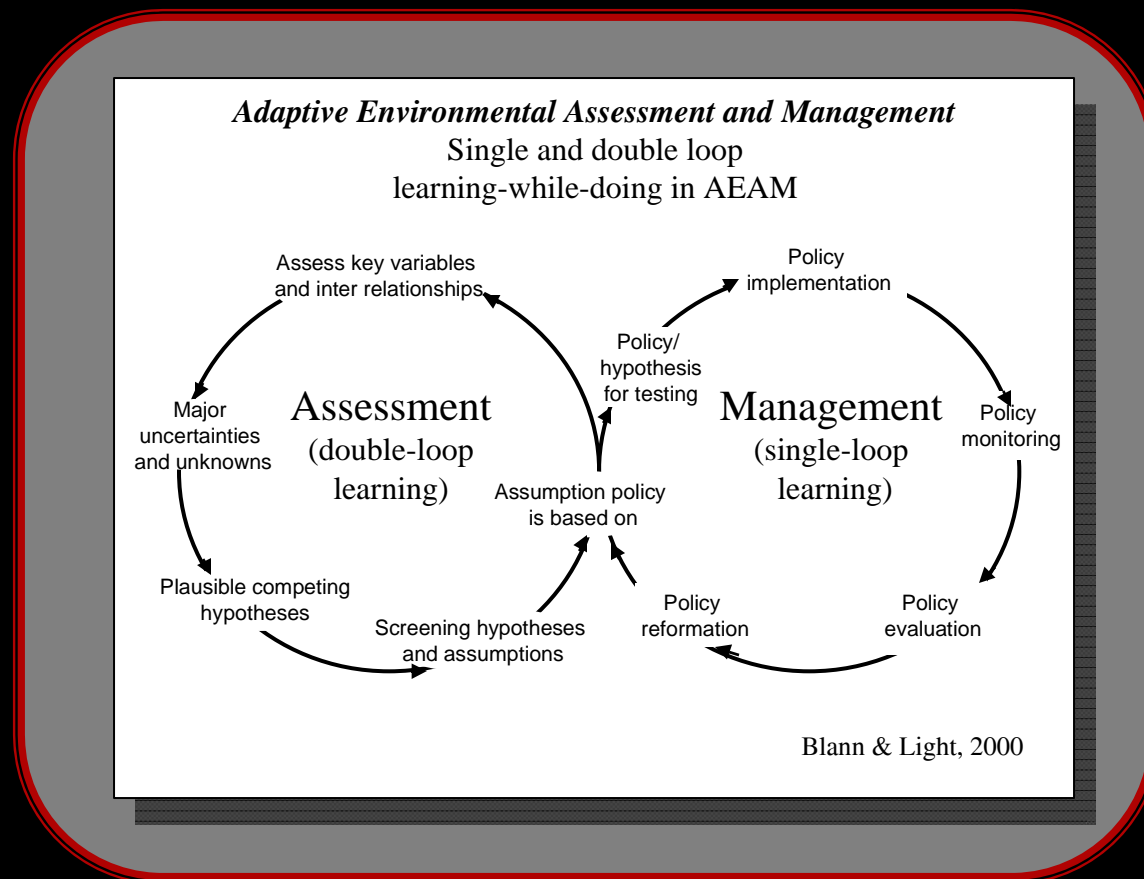 Adaptive Environmental Assessment and Management
Single and double loop
learning-while-doing in AEAM
Assess key variables
and inter relationships
Policy
implementation
Policy/
hypothesis
for testing
Major
uncertainties
and unknowns
Assessment
(double-loop
learning)
Management
(single-loop
learning)
Policy
monitoring
Assumption policy
is based on
Plausible competing
hypotheses
Screening hypotheses
and assumptions
Policy
reformation
Policy
evaluation
Blann & Light, 2000